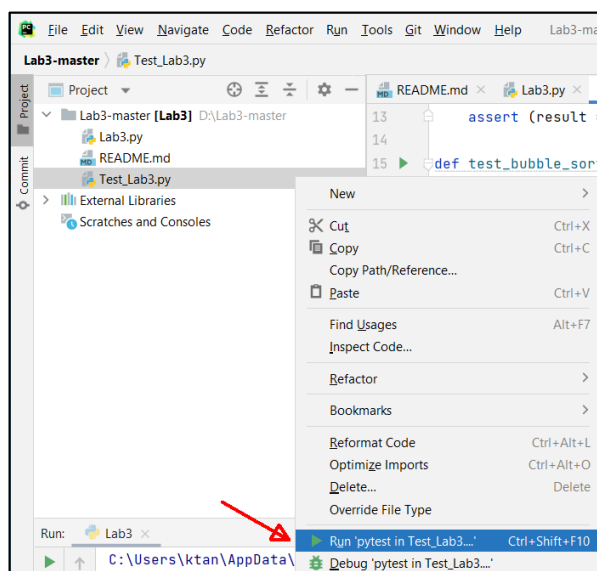 PC
File Edit View Navigate Code Refactor Run Tools Git Window Help Lab3-ma
Lab3-master Test_Lab3.py
Project
Commit
Project
Lab3-master [Lab3] D:\Lab3-master
Lab3.py
README.md
Test_Lab3.py
External Libraries
Scratches and Consoles
README.md Lab3.py
13 assert (result =
14
15 def test_bubble_sor
New
Cut Ctrl+X
Copy Ctrl+C
Copy Path/Reference...
Paste Ctrl+V
Find Usages Alt+F7
Inspect Code...
Refactor
Bookmarks
Reformat Code Ctrl+Alt+L
Optimize Imports Ctrl+Alt+O
Delete... Delete
Override File Type
Run 'pytest in Test_Lab3....' Ctrl+Shift+F10
Debug 'pytest in Test_Lab3....'
Run: Lab3
C:\Users\ktan\AppData\